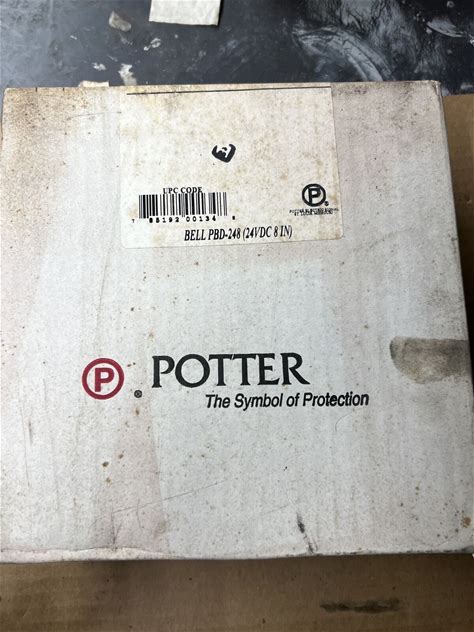 UPC CODE
7 85192 00134 8
P
BELL PBD-248 (24VDC 8 IN)
P ® POTTER
The Symbol of Protection